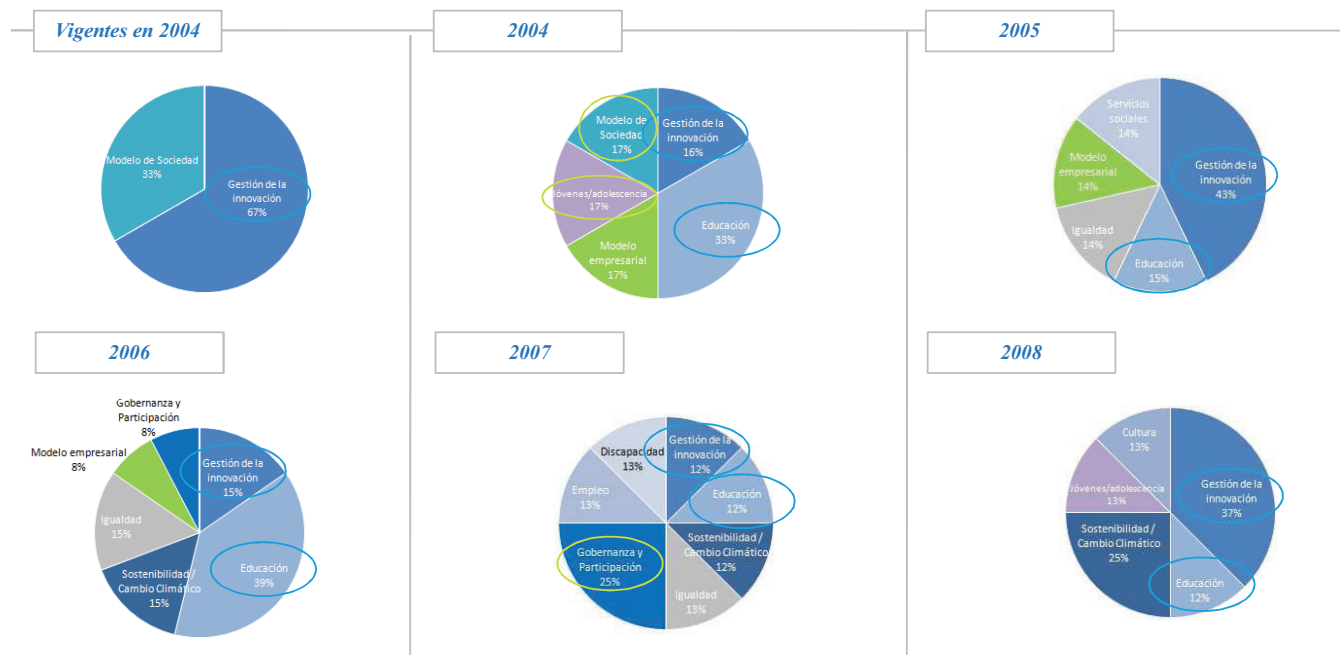 Vigentes en 2004
Modelo de Sociedad
33%
Gestión de la
innovación
67%
2004
Modelo de
Sociedad
17%
Gestión de la
innovación
16%
Jóvenes/adolescencia
17%
Educación
33%
Modelo
empresarial
17%
2005
Servicios
sociales
14%
Modelo
empresarial
14%
Gestión de la
innovación
43%
Igualdad
14%
Educación
15%
2006
Gobernanza y
Participación
8%
Modelo empresarial
8%
Gestión de la
innovación
15%
Igualdad
15%
Sostenibilidad /
Cambio Climático
15%
Educación
39%
2007
Discapacidad
13%
Gestión de la
innovación
12%
Empleo
13%
Educación
12%
Gobernanza y
Participación
25%
Sostenibilidad /
Cambio Climático
12%
Igualdad
13%
2008
Cultura
13%
Jóvenes/adolescencia
13%
Gestión de la
innovación
37%
Sostenibilidad /
Cambio Climático
25%
Educación
12%